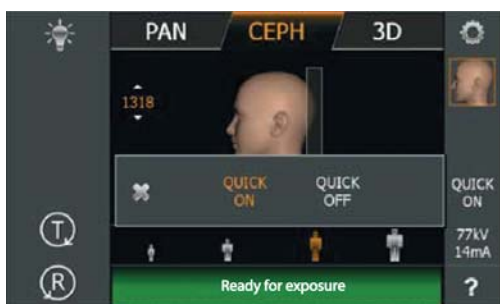 PAN CEPH 3D
1318
QUICK
ON
QUICK
OFF
QUICK
ON
T
77kV
14mA
R
Ready for exposure
?